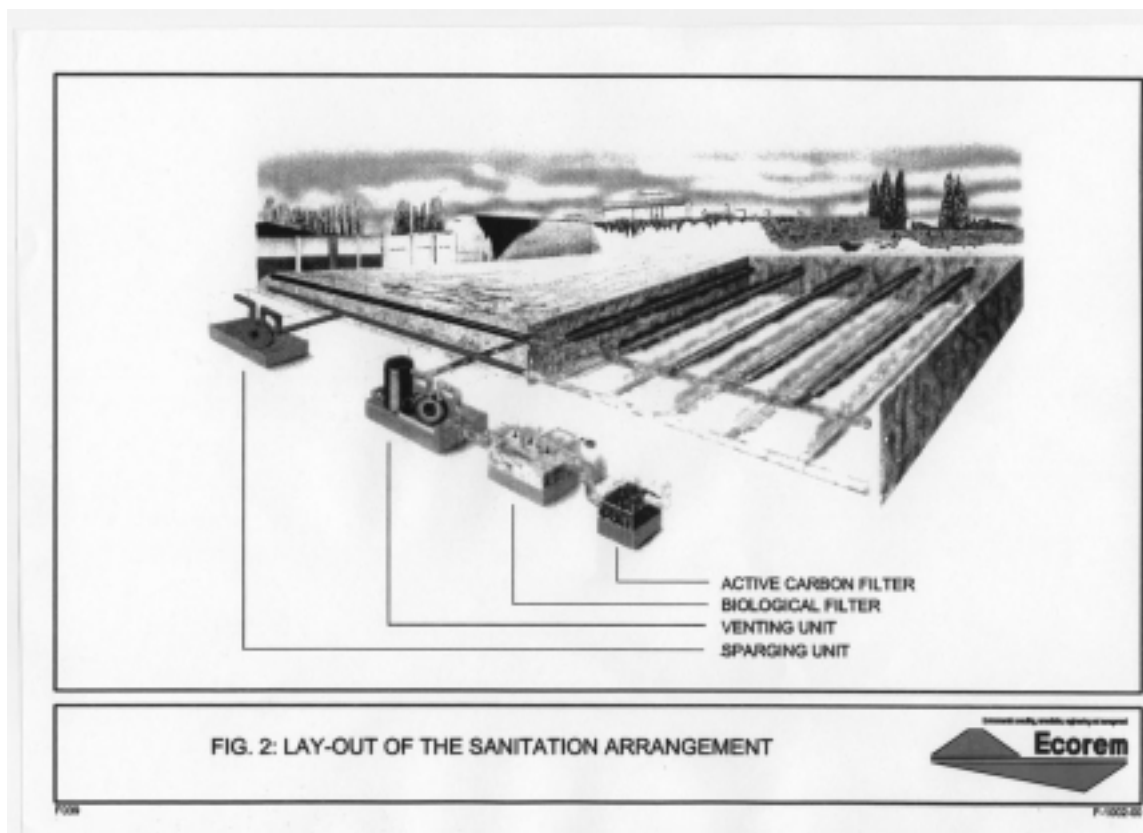 ACTIVE CARBON FILTER
BIOLOGICAL FILTER
VENTING UNIT
SPARGING UNIT
FIG. 2: LAY-OUT OF THE SANITATION ARRANGEMENT
Ecorem